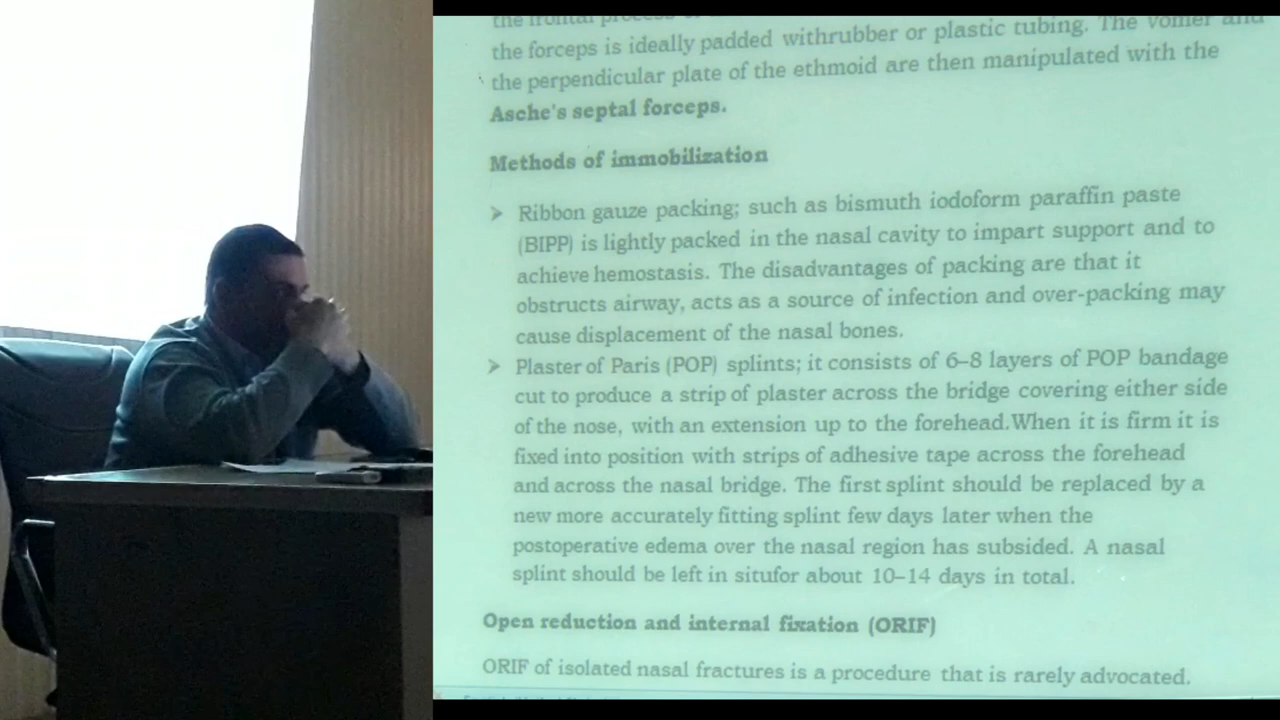 the frontal process
the forceps is ideally padded withrubber or plastic tubing. The vomer and
the perpendicular plate of the ethmoid are then manipulated with the
Asche's septal forceps.
Methods of immobilization
➢ Ribbon gauze packing; such as bismuth iodoform paraffin paste
(BIPP) is lightly packed in the nasal cavity to impart support and to
achieve hemostasis. The disadvantages of packing are that it
obstructs airway, acts as a source of infection and over-packing may
cause displacement of the nasal bones.
➢ Plaster of Paris (POP) splints; it consists of 6–8 layers of POP bandage
cut to produce a strip of plaster across the bridge covering either side
of the nose, with an extension up to the forehead.When it is firm it is
fixed into position with strips of adhesive tape across the forehead
and across the nasal bridge. The first splint should be replaced by a
new more accurately fitting splint few days later when the
postoperative edema over the nasal region has subsided. A nasal
splint should be left in situfor about 10–14 days in total.
Open reduction and internal fixation (ORIF)
ORIF of isolated nasal fractures is a procedure that is rarely advocated.